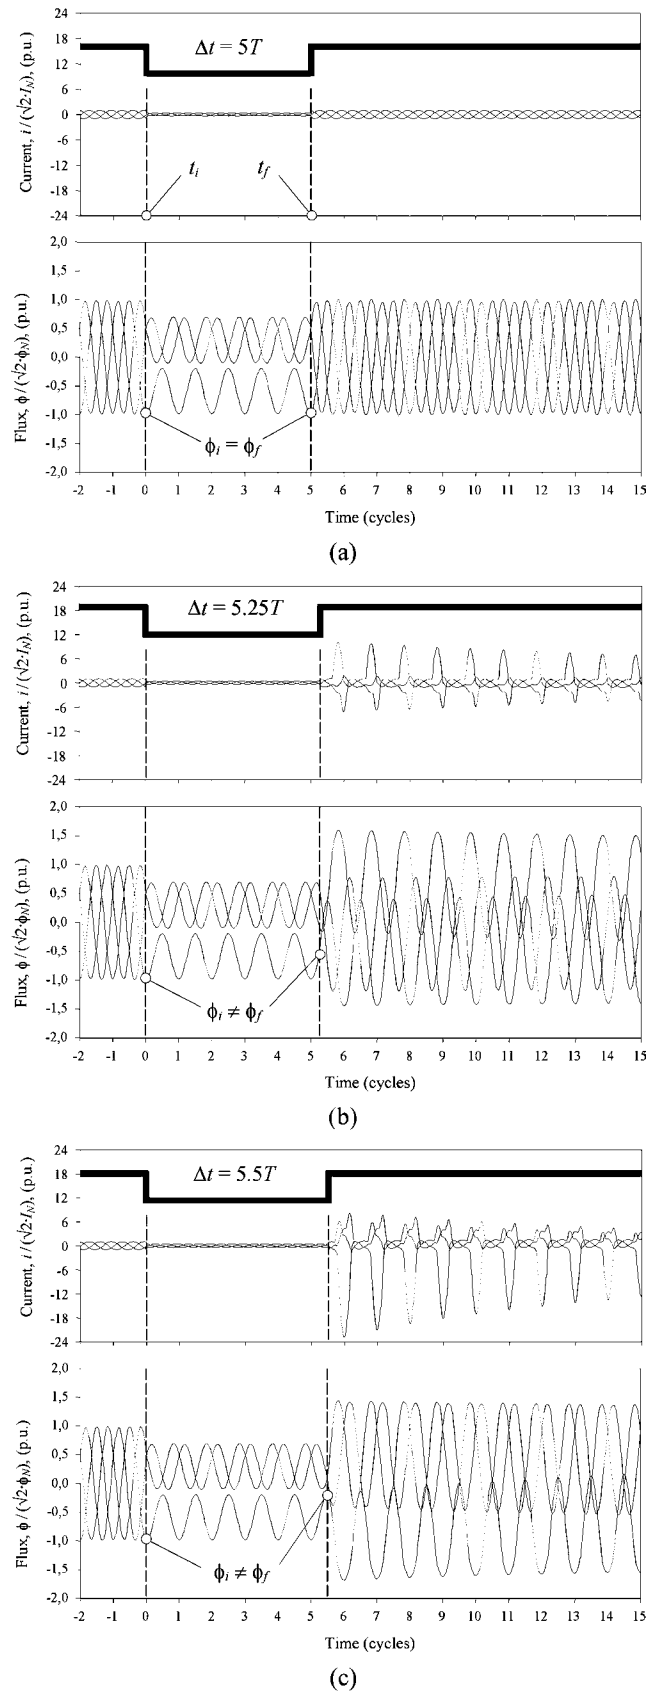 Δt = 5T
Current, i / (√2·I_N), (p.u.)
24
18
12
6
0
-6
-12
-18
-24
t_i
t_f
Flux, ϕ / (√2·ϕ_N), (p.u.)
2,0
1,5
1,0
0,5
0,0
-0,5
-1,0
-1,5
-2,0
ϕ_i = ϕ_f
-2 -1 0 1 2 3 4 5 6 7 8 9 10 11 12 13 14 15
Time (cycles)
(a)
Δt = 5.25T
Current, i / (√2·I_N), (p.u.)
24
18
12
6
0
-6
-12
-18
-24
Flux, ϕ / (√2·ϕ_N), (p.u.)
2,0
1,5
1,0
0,5
0,0
-0,5
-1,0
-1,5
-2,0
ϕ_i ≠ ϕ_f
-2 -1 0 1 2 3 4 5 6 7 8 9 10 11 12 13 14 15
Time (cycles)
(b)
Δt = 5.5T
Current, i / (√2·I_N), (p.u.)
24
18
12
6
0
-6
-12
-18
-24
Flux, ϕ / (√2·ϕ_N), (p.u.)
2,0
1,5
1,0
0,5
0,0
-0,5
-1,0
-1,5
-2,0
ϕ_i ≠ ϕ_f
-2 -1 0 1 2 3 4 5 6 7 8 9 10 11 12 13 14 15
Time (cycles)
(c)